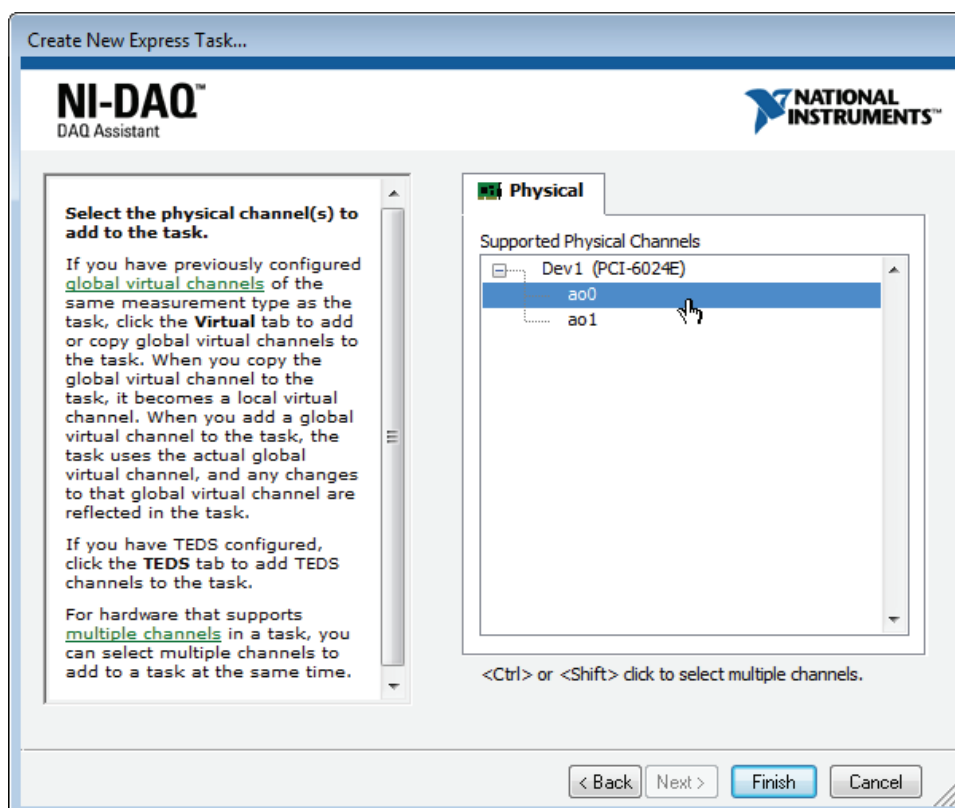 Create New Express Task...
NI-DAQ™
DAQ Assistant
NATIONAL
INSTRUMENTS™
Select the physical channel(s) to
add to the task.
If you have previously configured
global virtual channels of the
same measurement type as the
task, click the Virtual tab to add
or copy global virtual channels to
the task. When you copy the
global virtual channel to the
task, it becomes a local virtual
channel. When you add a global
virtual channel to the task, the
task uses the actual global
virtual channel, and any changes
to that global virtual channel are
reflected in the task.
If you have TEDS configured,
click the TEDS tab to add TEDS
channels to the task.
For hardware that supports
multiple channels in a task, you
can select multiple channels to
add to a task at the same time.
Physical
Supported Physical Channels
Dev1 (PCI-6024E)
ao0
ao1
<Ctrl> or <Shift> click to select multiple channels.
< Back Next > Finish Cancel